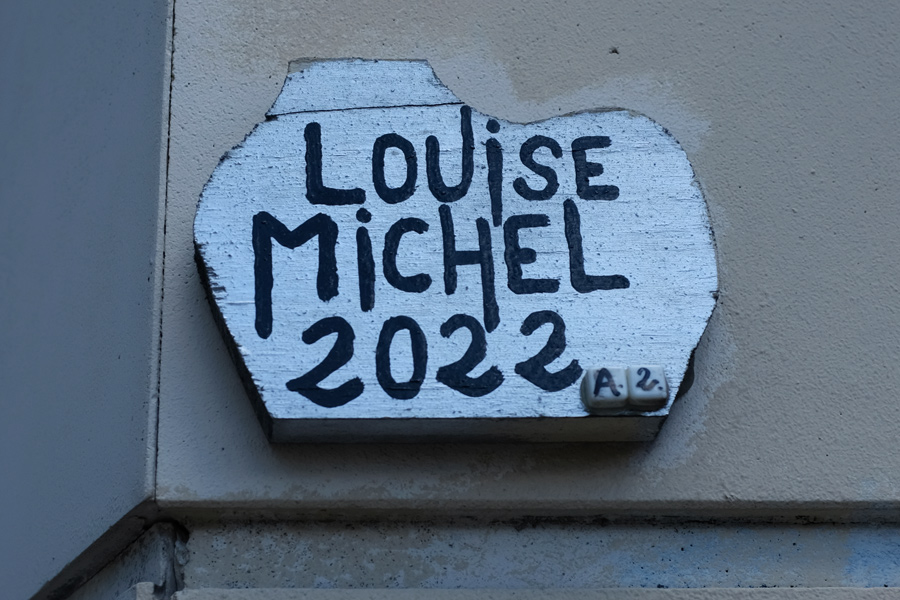 LOUiSE
MiCHEL
2022
A. 2.